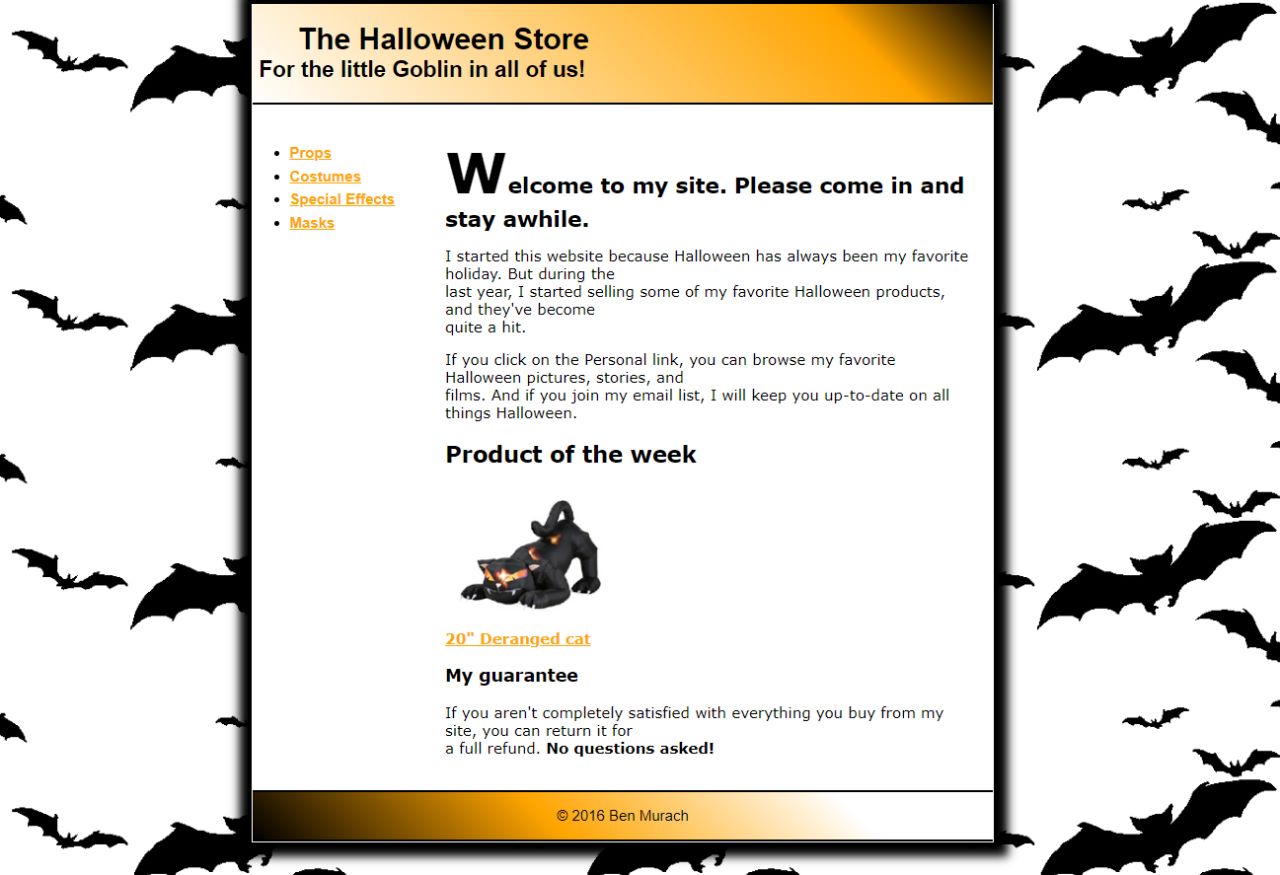 The Halloween Store
For the little Goblin in all of us!
Props
Costumes
Special Effects
Masks
Welcome to my site. Please come in and
stay awhile.
I started this website because Halloween has always been my favorite
holiday. But during the
last year, I started selling some of my favorite Halloween products,
and they've become
quite a hit.
If you click on the Personal link, you can browse my favorite
Halloween pictures, stories, and
films. And if you join my email list, I will keep you up-to-date on all
things Halloween.
Product of the week
20" Deranged cat
My guarantee
If you aren't completely satisfied with everything you buy from my
site, you can return it for
a full refund. No questions asked!
© 2016 Ben Murach